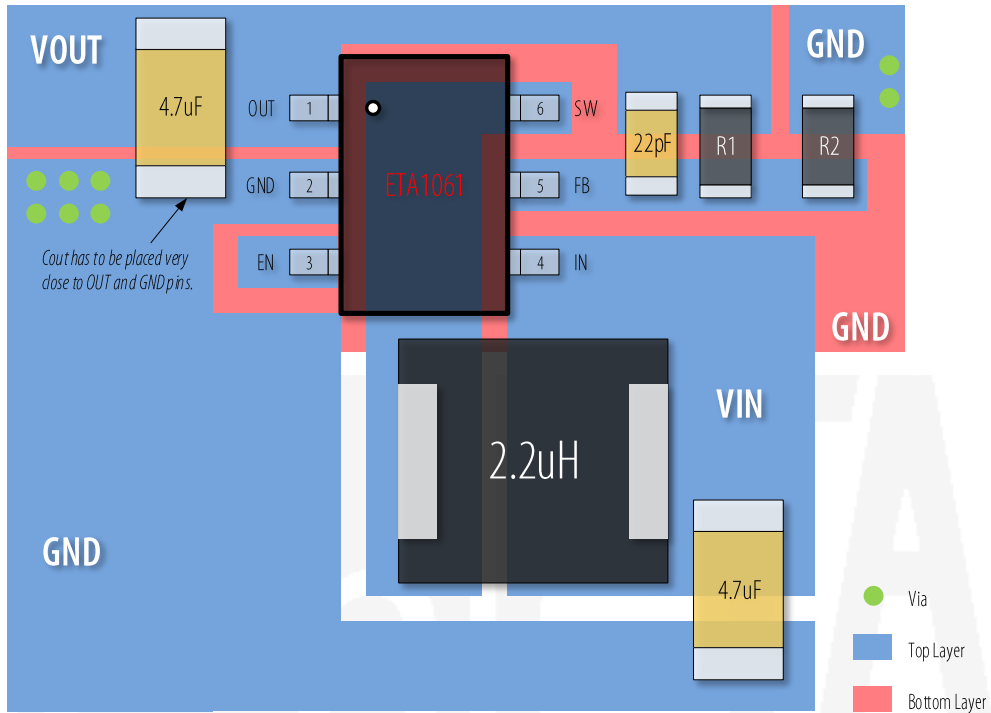 VOUT
4.7uF
GND
OUT
1
6
SW
22pF
R1
R2
GND
2
ETA1061
5
FB
Cout has to be placed very
close to OUT and GND pins.
EN
3
4
IN
GND
VIN
2.2uH
GND
4.7uF
Via
Top Layer
Bottom Layer